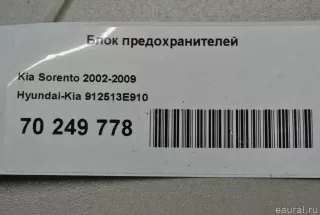 Блок предохранителей
Kia Sorento 2002-2009
Hyundai-Kia 912513E910
70 249 778
eaural.ru